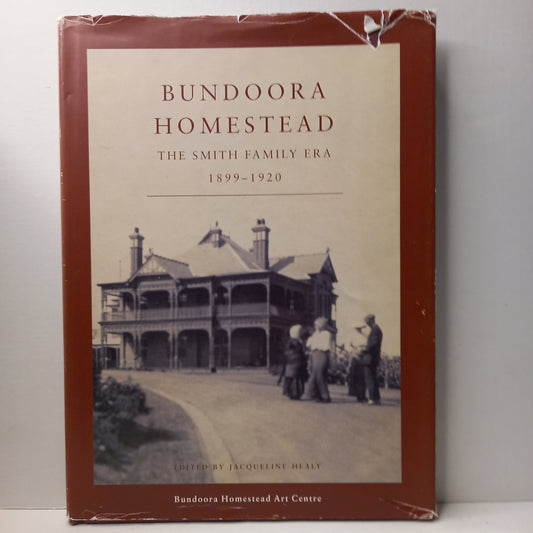 BUNDOORA
HOMESTEAD
THE SMITH FAMILY ERA
1899–1920
EDITED BY JACQUELINE HEALY
Bundoora Homestead Art Centre